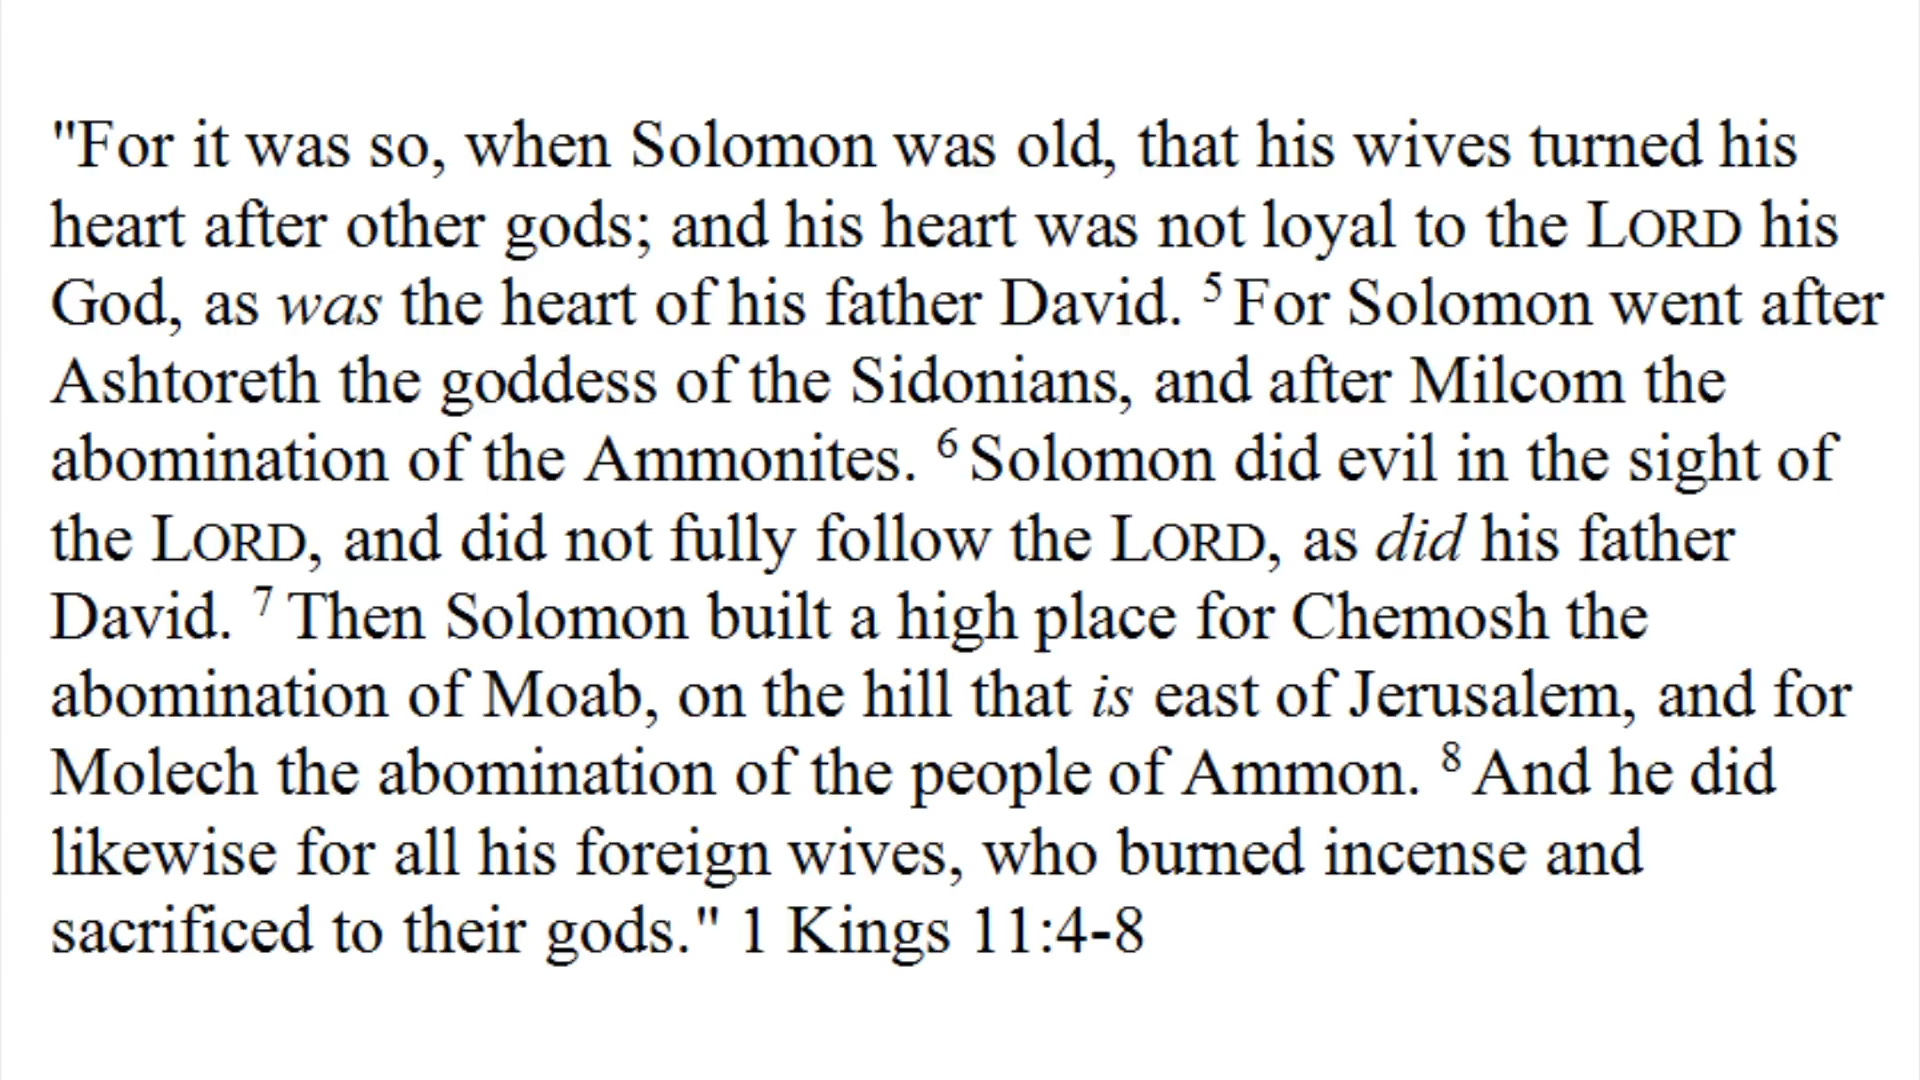 "For it was so, when Solomon was old, that his wives turned his
heart after other gods; and his heart was not loyal to the LORD his
God, as was the heart of his father David. ⁵ For Solomon went after
Ashtoreth the goddess of the Sidonians, and after Milcom the
abomination of the Ammonites. ⁶ Solomon did evil in the sight of
the LORD, and did not fully follow the LORD, as did his father
David. ⁷ Then Solomon built a high place for Chemosh the
abomination of Moab, on the hill that is east of Jerusalem, and for
Molech the abomination of the people of Ammon. ⁸ And he did
likewise for all his foreign wives, who burned incense and
sacrificed to their gods." 1 Kings 11:4-8